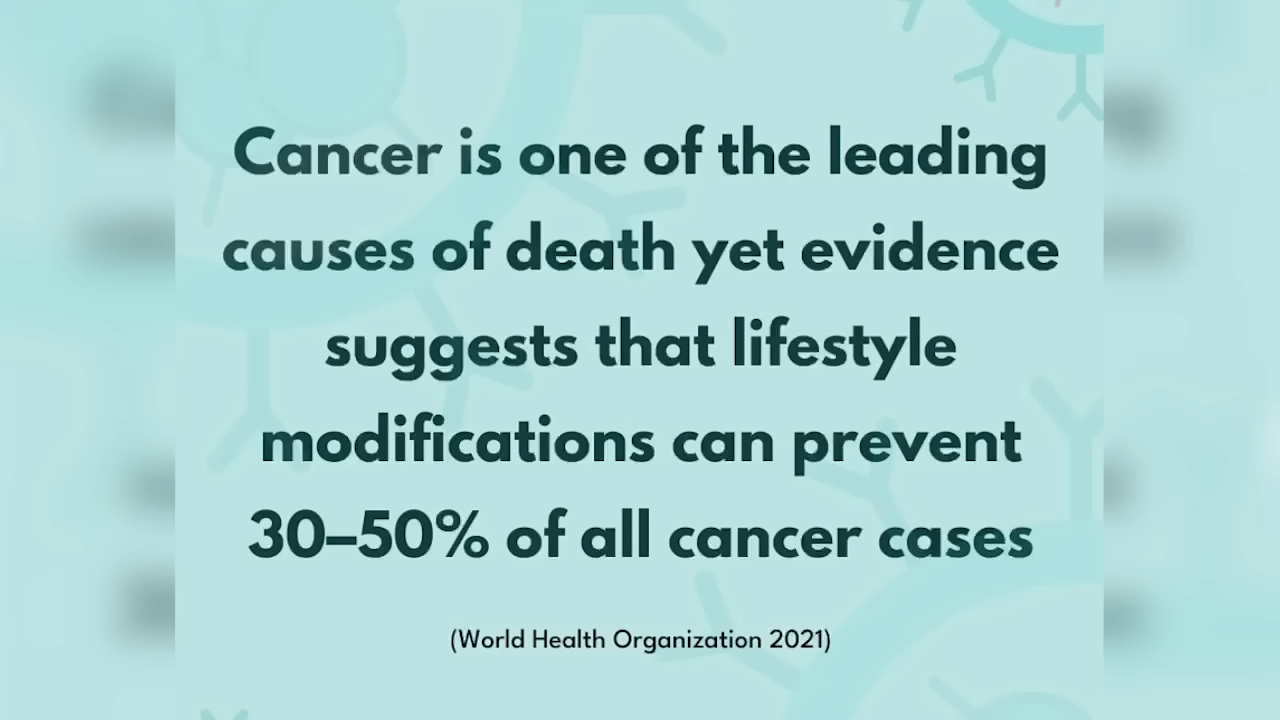 Cancer is one of the leading
causes of death yet evidence
suggests that lifestyle
modifications can prevent
30–50% of all cancer cases
(World Health Organization 2021)